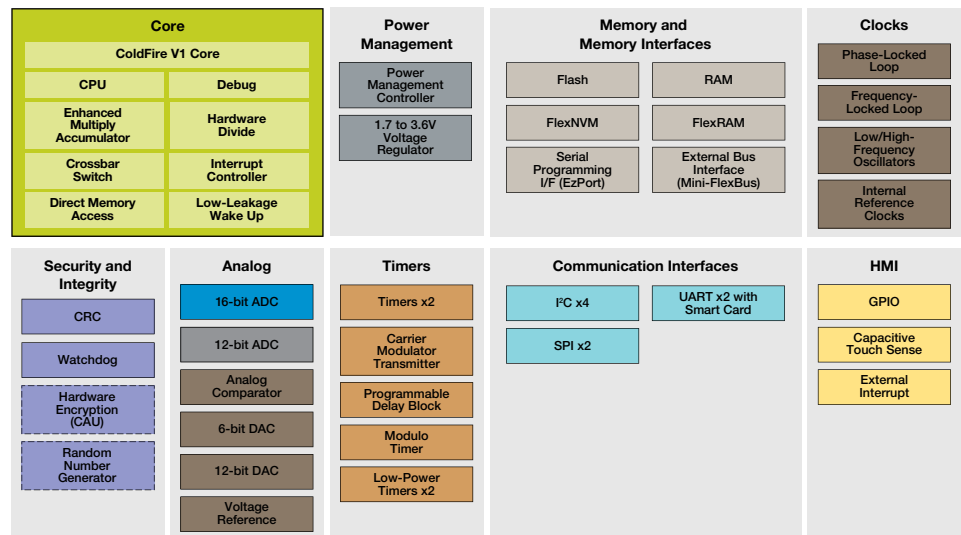 Core
ColdFire V1 Core
CPU
Debug
Enhanced
Multiply
Accumulator
Hardware
Divide
Crossbar
Switch
Interrupt
Controller
Direct Memory
Access
Low-Leakage
Wake Up
Power
Management
Power
Management
Controller
1.7 to 3.6V
Voltage
Regulator
Memory and
Memory Interfaces
Flash
RAM
FlexNVM
FlexRAM
Serial
Programming
I/F (EzPort)
External Bus
Interface
(Mini-FlexBus)
Clocks
Phase-Locked
Loop
Frequency-
Locked Loop
Low/High-
Frequency
Oscillators
Internal
Reference
Clocks
Security and
Integrity
CRC
Watchdog
Hardware
Encryption
(CAU)
Random
Number
Generator
Analog
16-bit ADC
12-bit ADC
Analog
Comparator
6-bit DAC
12-bit DAC
Voltage
Reference
Timers
Timers x2
Carrier
Modulator
Transmitter
Programmable
Delay Block
Modulo
Timer
Low-Power
Timers x2
Communication Interfaces
I²C x4
UART x2 with
Smart Card
SPI x2
HMI
GPIO
Capacitive
Touch Sense
External
Interrupt